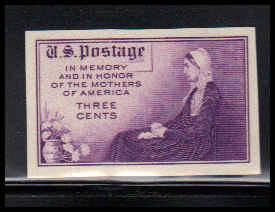 U.S. Postage
IN MEMORY
AND IN HONOR
OF THE MOTHERS
OF AMERICA
THREE
CENTS